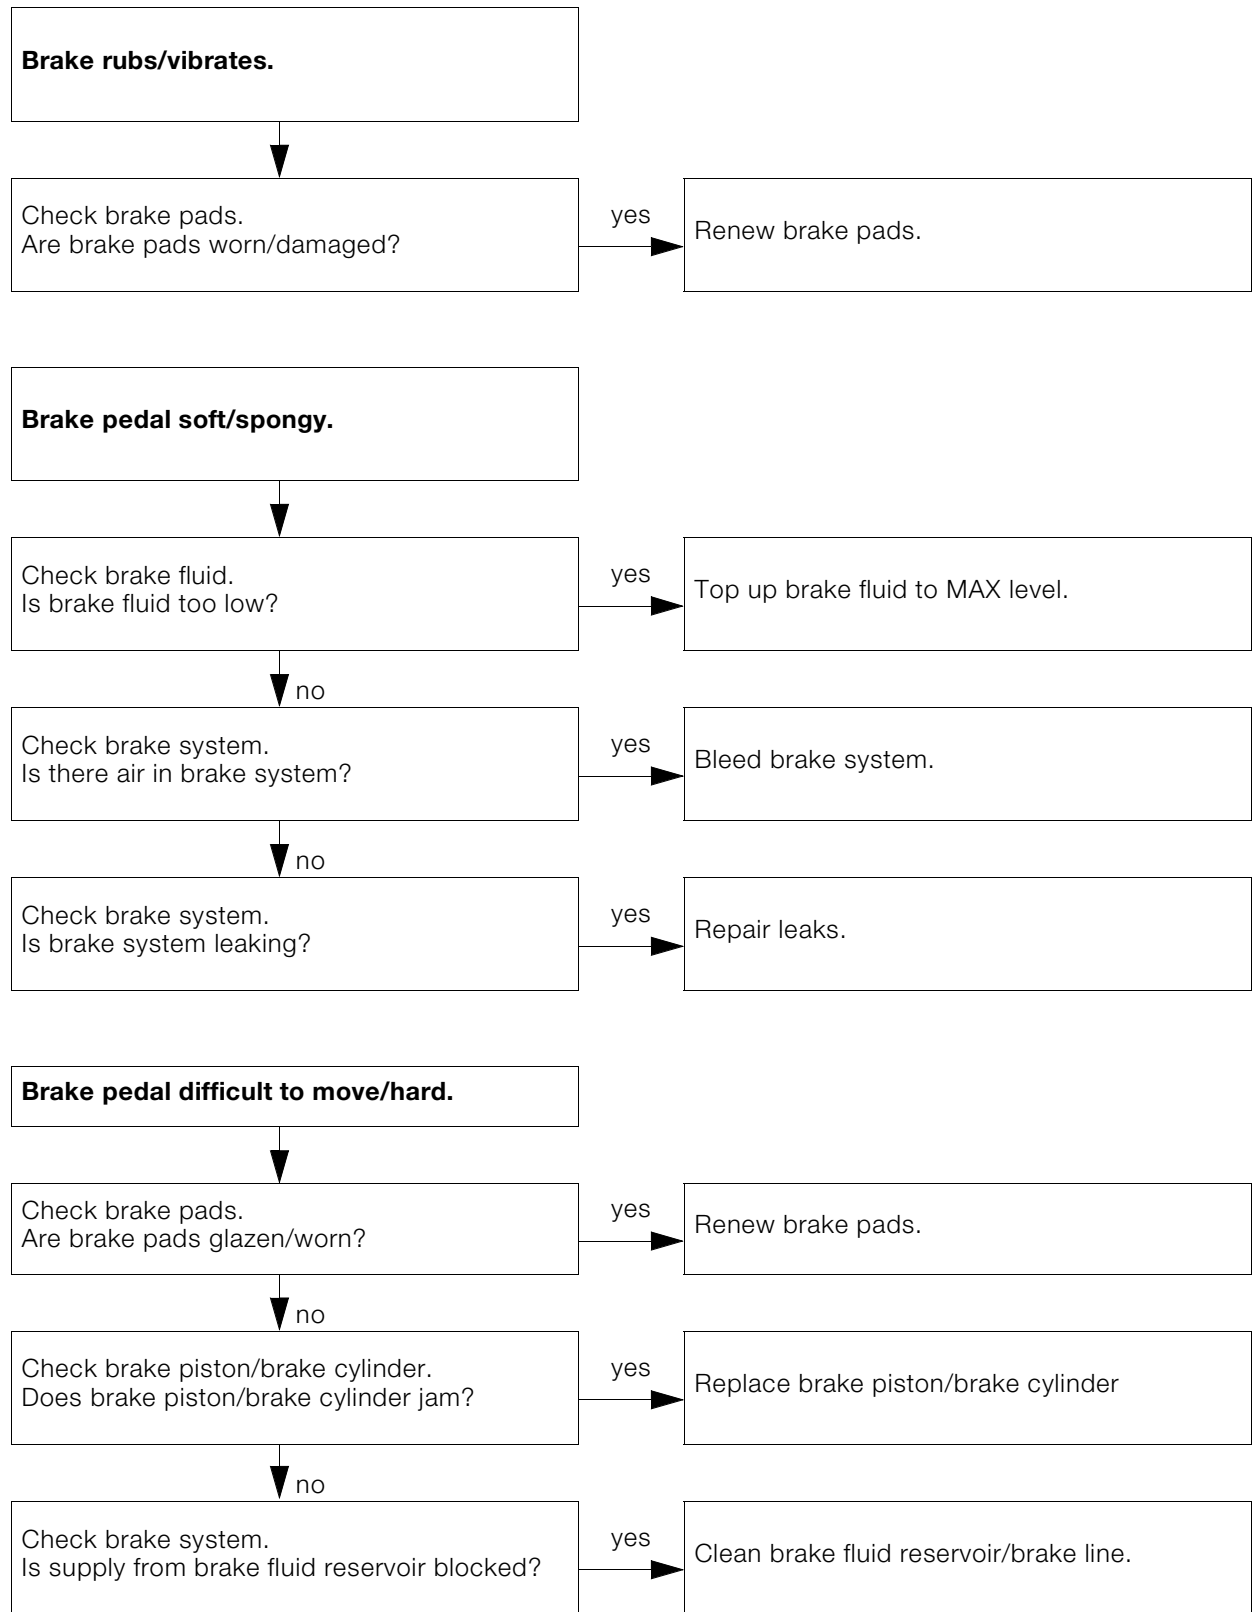 Brake rubs/vibrates.
Check brake pads.
Are brake pads worn/damaged?
yes
Renew brake pads.
Brake pedal soft/spongy.
Check brake fluid.
Is brake fluid too low?
yes
Top up brake fluid to MAX level.
no
Check brake system.
Is there air in brake system?
yes
Bleed brake system.
no
Check brake system.
Is brake system leaking?
yes
Repair leaks.
Brake pedal difficult to move/hard.
Check brake pads.
Are brake pads glazen/worn?
yes
Renew brake pads.
no
Check brake piston/brake cylinder.
Does brake piston/brake cylinder jam?
yes
Replace brake piston/brake cylinder
no
Check brake system.
Is supply from brake fluid reservoir blocked?
yes
Clean brake fluid reservoir/brake line.